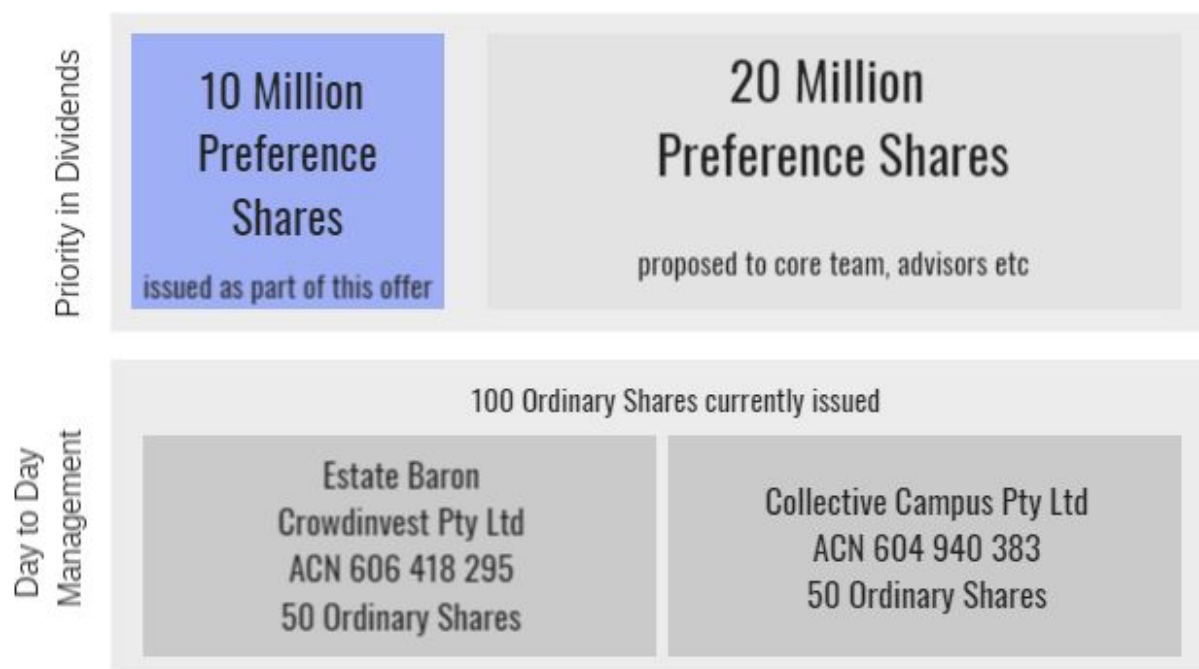 Priority in Dividends
10 Million
Preference
Shares
issued as part of this offer
20 Million
Preference Shares
proposed to core team, advisors etc
Day to Day
Management
100 Ordinary Shares currently issued
Estate Baron
Crowdinvest Pty Ltd
ACN 606 418 295
50 Ordinary Shares
Collective Campus Pty Ltd
ACN 604 940 383
50 Ordinary Shares